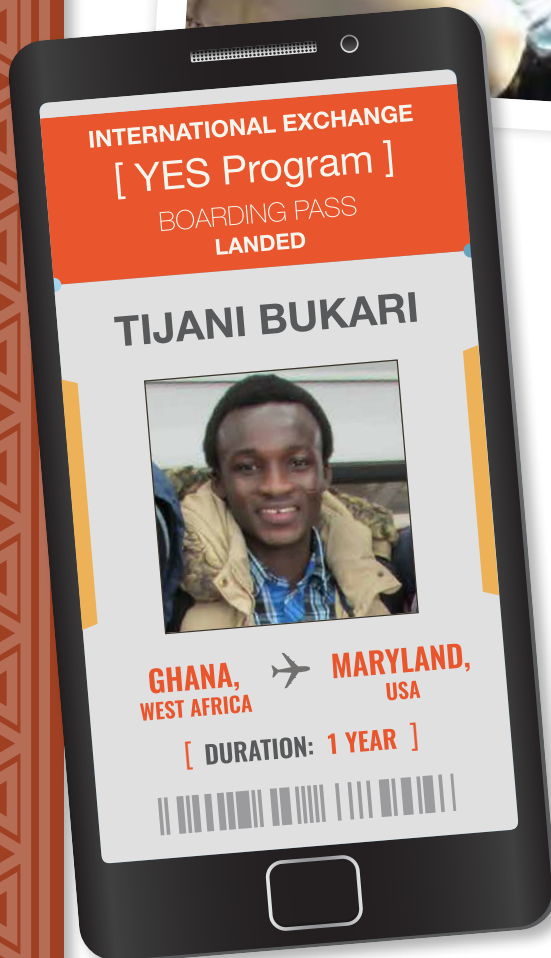 INTERNATIONAL EXCHANGE
[ YES Program ]
BOARDING PASS
LANDED
TIJANI BUKARI
GHANA,
WEST AFRICA
MARYLAND,
USA
[ DURATION: 1 YEAR ]